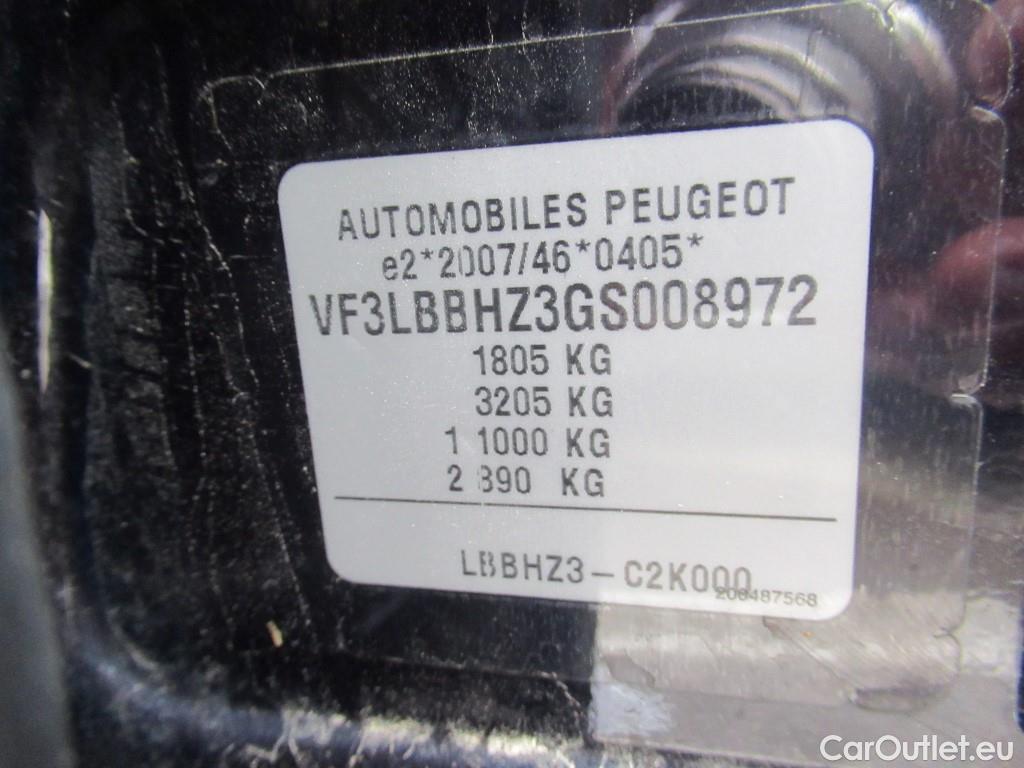 AUTOMOBILES PEUGEOT
e2*2007/46*0405*
VF3LBBHZ3GS008972
1805 KG
3205 KG
1 1000 KG
2 890 KG
LBBHZ3-C2K000
200487568
CarOutlet.eu